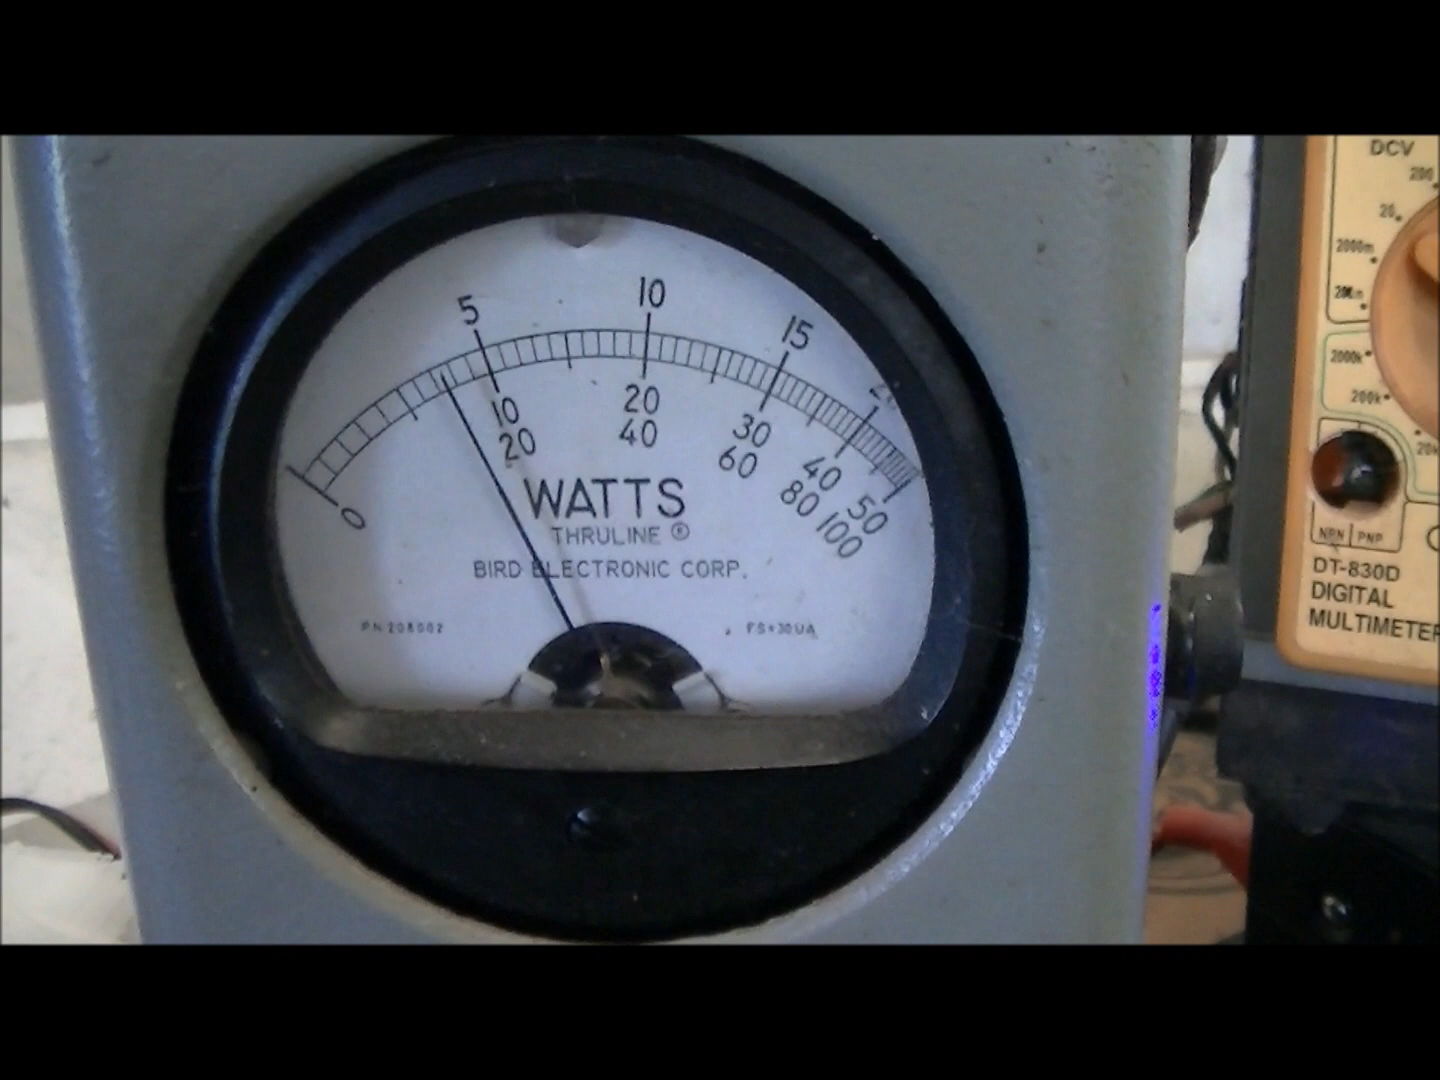 5 10 15
10 20 30 40 50
20 40 60 80 100
0
WATTS
THRULINE ®
BIRD ELECTRONIC CORP.
P.N 208002
FS=30UA
DCV
200
20
2000m
2000k
200k
NPN PNP
DT-830D
DIGITAL
MULTIMETER